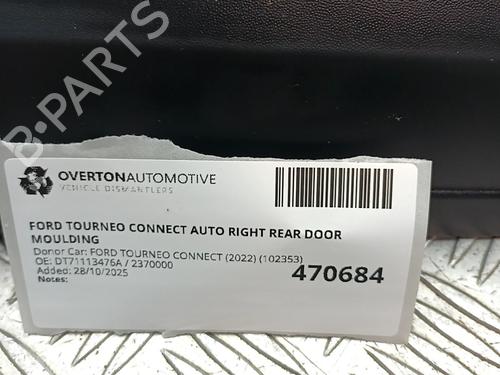 B-PARTS
OVERTONAUTOMOTIVE
VEHICLE DISMANTLERS
FORD TOURNEO CONNECT AUTO RIGHT REAR DOOR
MOULDING
Donor Car: FORD TOURNEO CONNECT (2022) (102353)
OE: DT71113476A / 2370000
Added: 28/10/2025
Notes:
470684